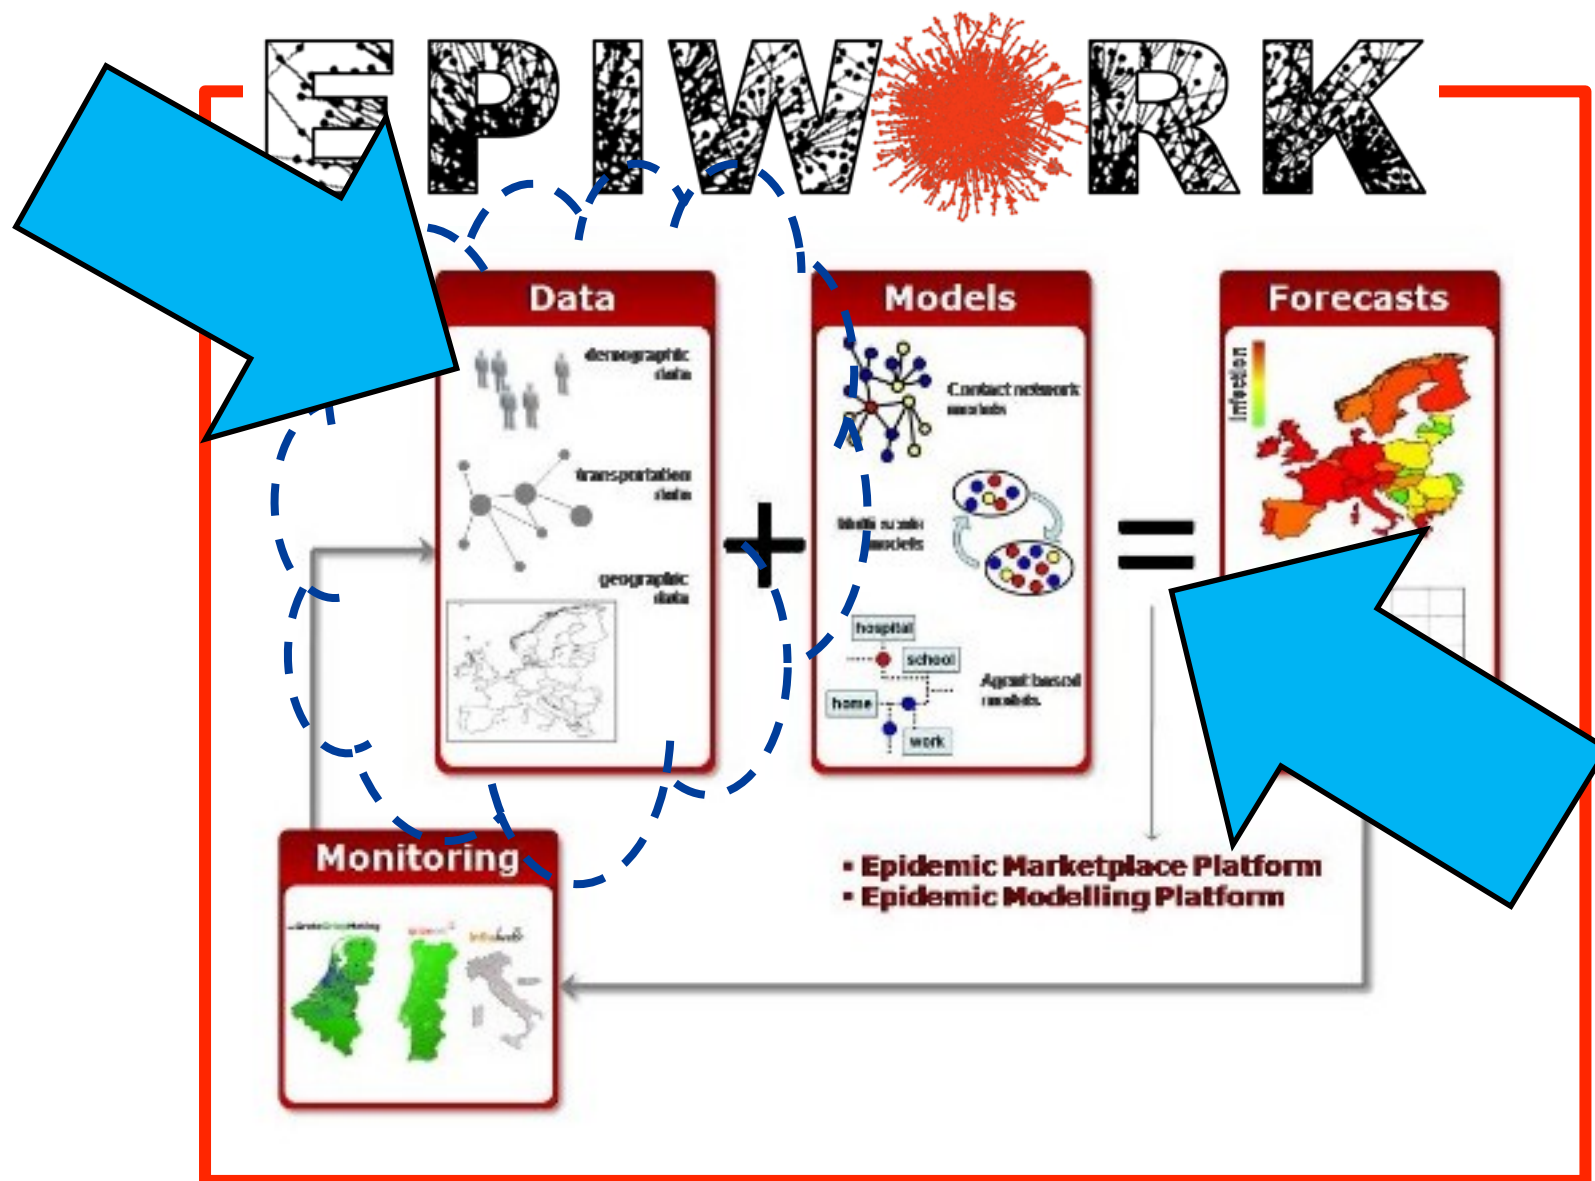 EPIWORK
Data
demographic
data
transportation
data
geographic
data
Models
Contact network
models
Multi scale
models
hospital
school
home
work
Agent based
models
Forecasts
Infection
Monitoring
▪ Epidemic Marketplace Platform
▪ Epidemic Modelling Platform